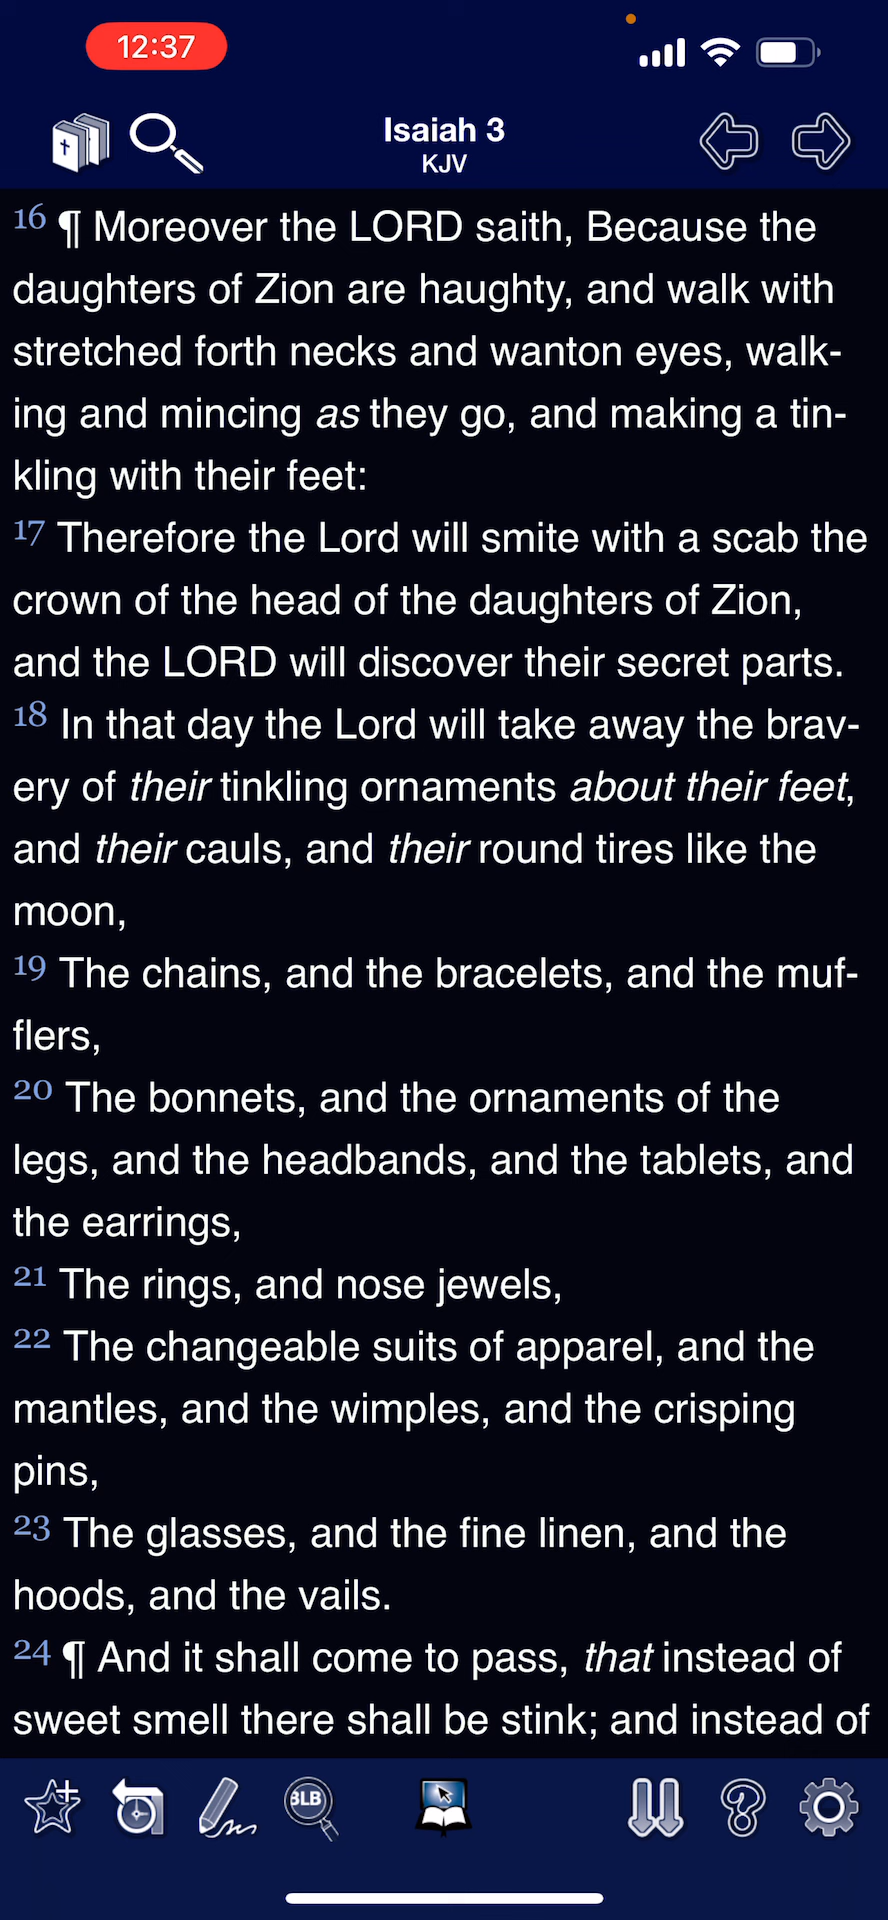 12:37
Isaiah 3
KJV
16 ¶ Moreover the LORD saith, Because the
daughters of Zion are haughty, and walk with
stretched forth necks and wanton eyes, walk-
ing and mincing as they go, and making a tin-
kling with their feet:
17 Therefore the Lord will smite with a scab the
crown of the head of the daughters of Zion,
and the LORD will discover their secret parts.
18 In that day the Lord will take away the brav-
ery of their tinkling ornaments about their feet,
and their cauls, and their round tires like the
moon,
19 The chains, and the bracelets, and the muf-
flers,
20 The bonnets, and the ornaments of the
legs, and the headbands, and the tablets, and
the earrings,
21 The rings, and nose jewels,
22 The changeable suits of apparel, and the
mantles, and the wimples, and the crisping
pins,
23 The glasses, and the fine linen, and the
hoods, and the vails.
24 ¶ And it shall come to pass, that instead of
sweet smell there shall be stink; and instead of
BLB